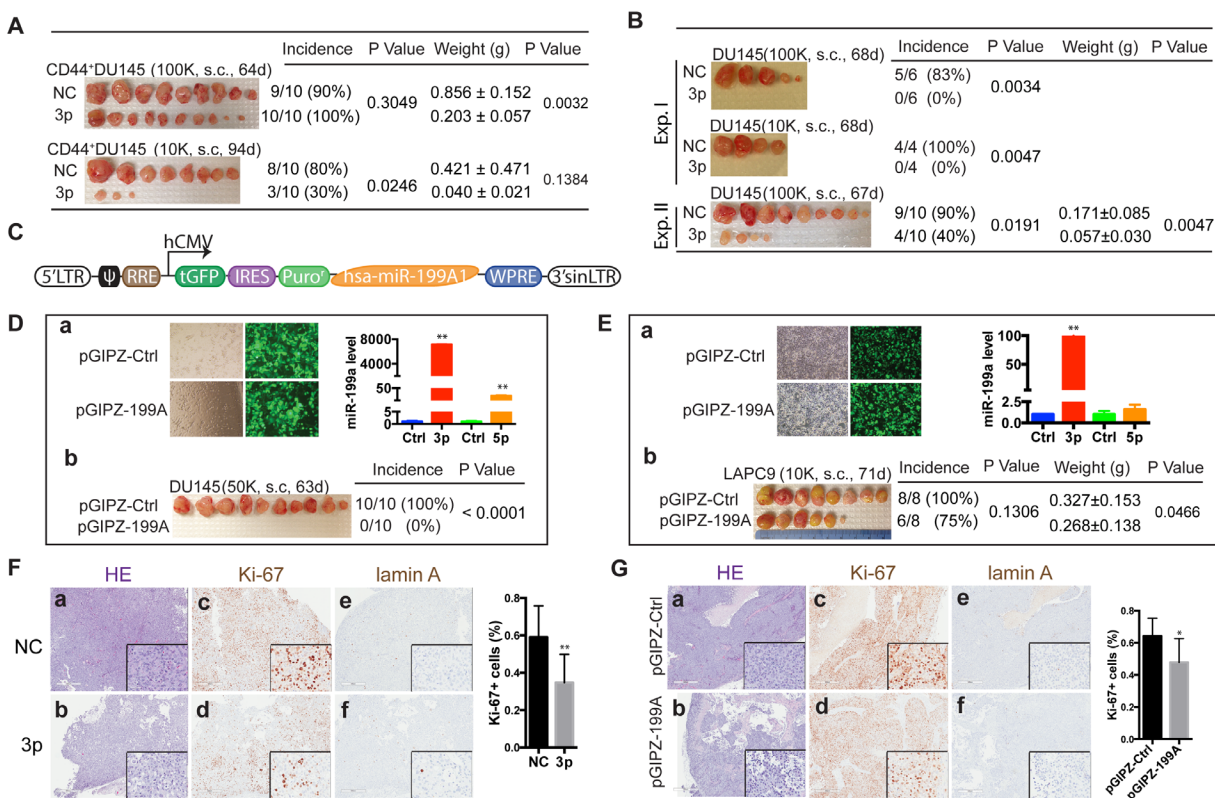 A
Incidence P Value Weight (g) P Value
CD44+DU145 (100K, s.c., 64d)
NC 9/10 (90%) 0.856 ± 0.152
0.3049 0.0032
3p 10/10 (100%) 0.203 ± 0.057
CD44+DU145 (10K, s.c, 94d)
NC 8/10 (80%) 0.421 ± 0.471
0.0246 0.1384
3p 3/10 (30%) 0.040 ± 0.021
B
Incidence P Value Weight (g) P Value
Exp. I
DU145(100K, s.c., 68d)
NC 5/6 (83%)
0.0034
3p 0/6 (0%)
DU145(10K, s.c., 68d)
NC 4/4 (100%)
0.0047
3p 0/4 (0%)
Exp. II
DU145(100K, s.c., 67d)
NC 9/10 (90%) 0.171±0.085
0.0191 0.0047
3p 4/10 (40%) 0.057±0.030
C
hCMV
5'LTR ψ RRE tGFP IRES Puror hsa-miR-199A1 WPRE 3'sinLTR
D
a
pGIPZ-Ctrl
pGIPZ-199A
miR-199a level
8000
4000
50
5
0
** **
Ctrl 3p Ctrl 5p
b
Incidence P Value
DU145(50K, s.c, 63d)
pGIPZ-Ctrl 10/10 (100%)
< 0.0001
pGIPZ-199A 0/10 (0%)
E
a
pGIPZ-Ctrl
pGIPZ-199A
miR-199a level
100
50
2.5
0.0
**
Ctrl 3p Ctrl 5p
b
Incidence P Value Weight (g) P Value
LAPC9 (10K, s.c., 71d)
pGIPZ-Ctrl 8/8 (100%) 0.327±0.153
0.1306 0.0466
pGIPZ-199A 6/8 (75%) 0.268±0.138
F
HE Ki-67 lamin A
NC
a c e
3p
b d f
Ki-67+ cells (%)
0.8
0.6
0.4
0.2
0.0
**
NC 3p
G
HE Ki-67 lamin A
pGIPZ-Ctrl
a c e
pGIPZ-199A
b d f
Ki-67+ cells (%)
0.8
0.6
0.4
0.2
0.0
*
pGIPZ-Ctrl
pGIPZ-199A